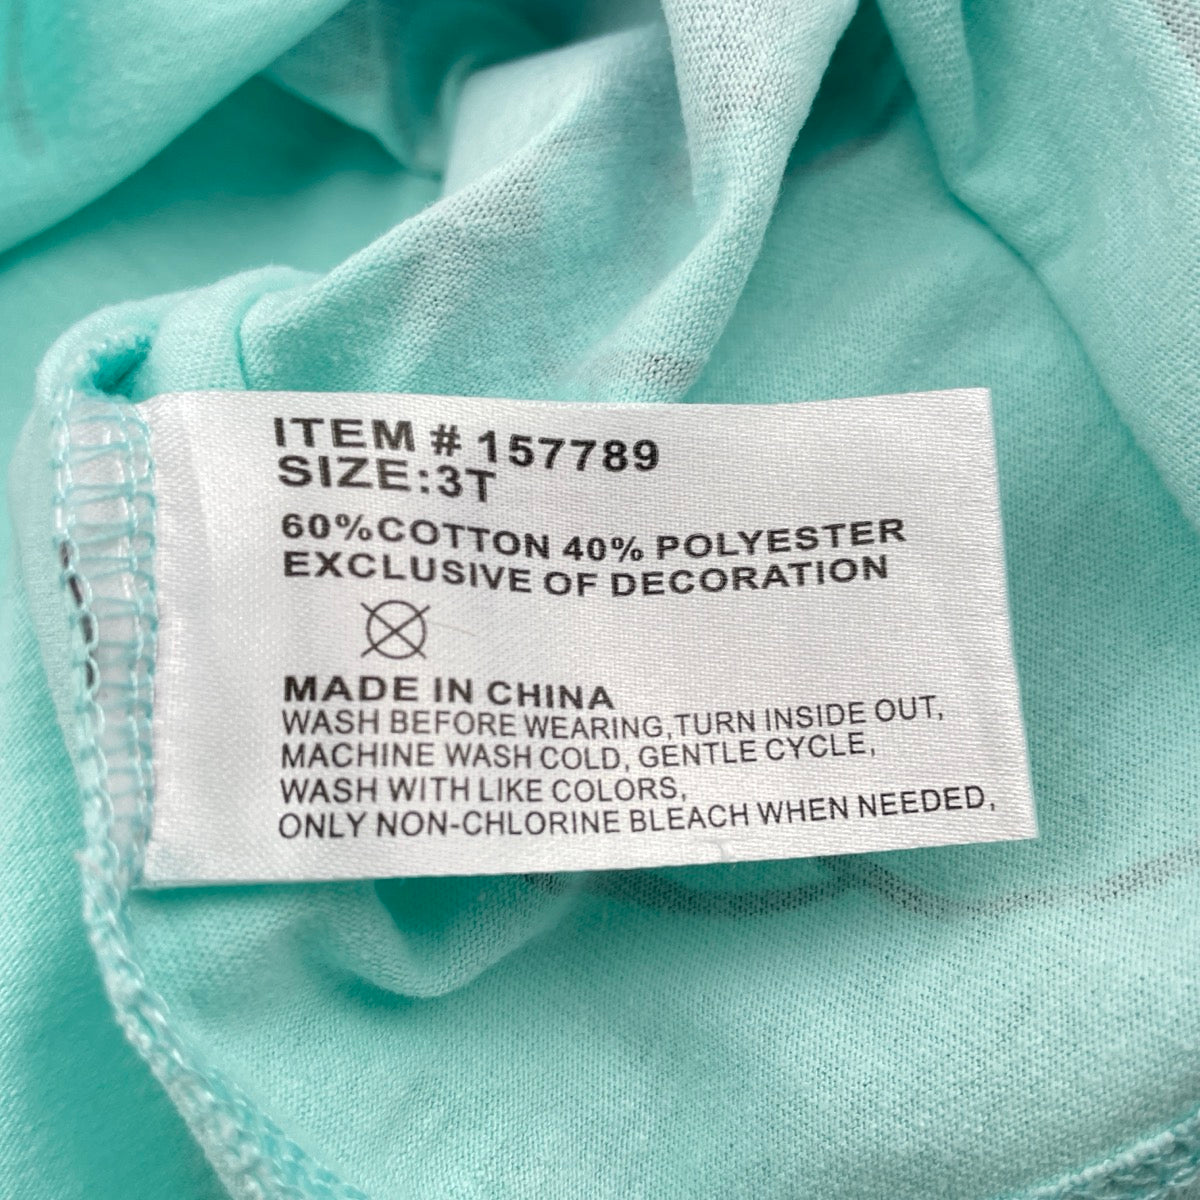 ITEM # 157789
SIZE:3T
60%COTTON 40% POLYESTER
EXCLUSIVE OF DECORATION
MADE IN CHINA
WASH BEFORE WEARING,TURN INSIDE OUT,
MACHINE WASH COLD, GENTLE CYCLE,
WASH WITH LIKE COLORS,
ONLY NON-CHLORINE BLEACH WHEN NEEDED,